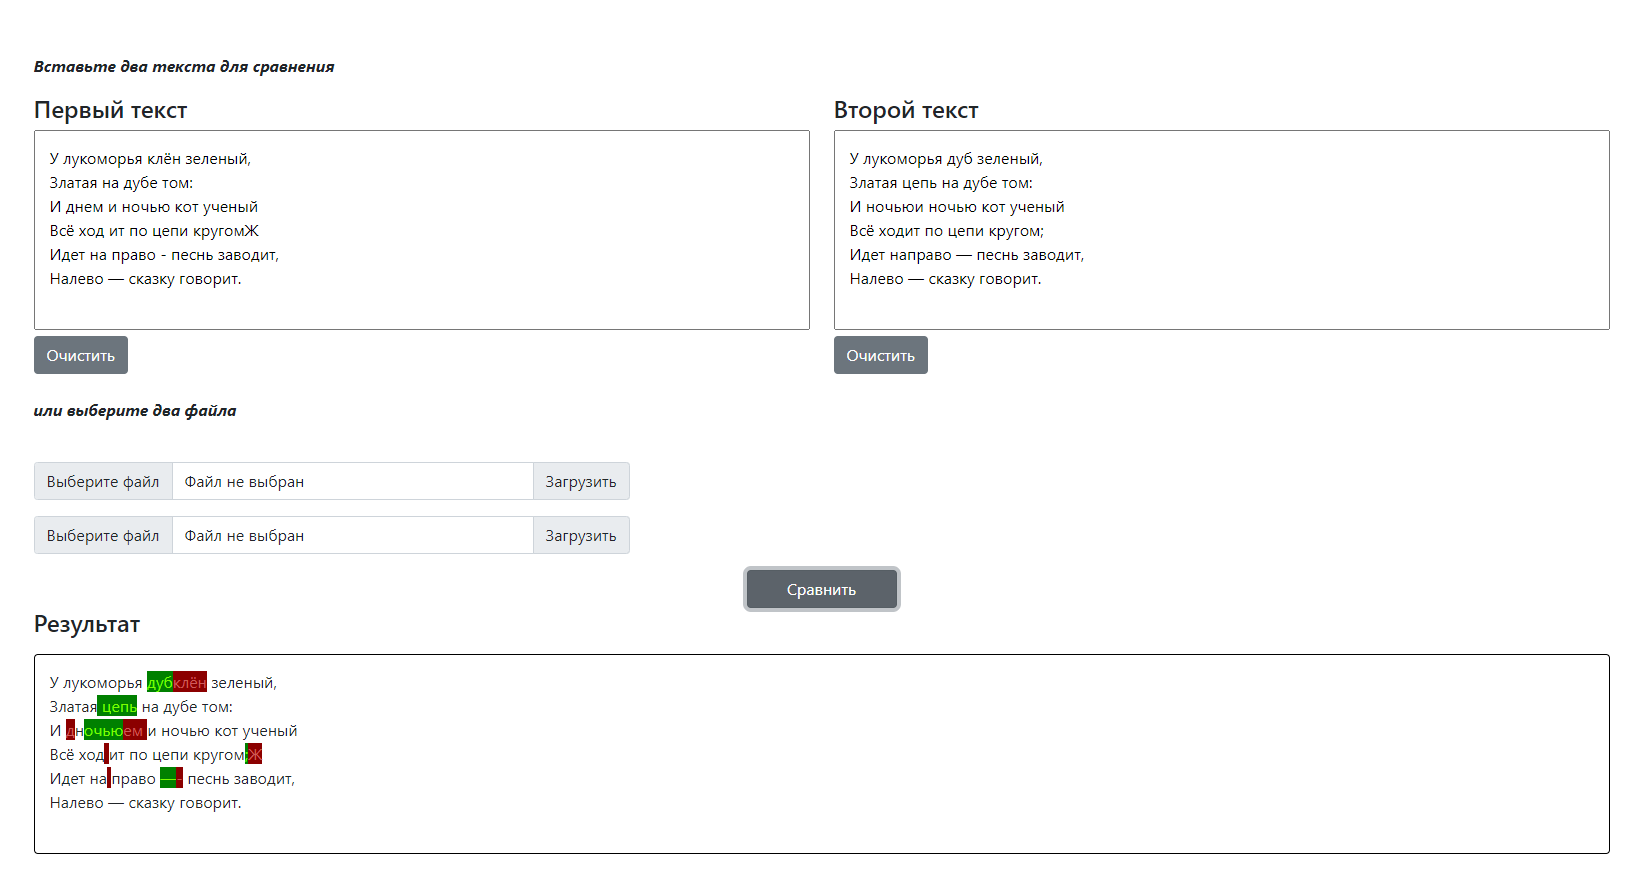 Вставьте два текста для сравнения
Первый текст
У лукоморья клён зеленый,
Златая на дубе том:
И днем и ночью кот ученый
Всё ход ит по цепи кругомЖ
Идет на право - песнь заводит,
Налево — сказку говорит.
Очистить
Второй текст
У лукоморья дуб зеленый,
Златая цепь на дубе том:
И ночьюи ночью кот ученый
Всё ходит по цепи кругом;
Идет направо — песнь заводит,
Налево — сказку говорит.
Очистить
или выберите два файла
Выберите файл Файл не выбран Загрузить
Выберите файл Файл не выбран Загрузить
Сравнить
Результат
У лукоморья дубклён зеленый,
Златая цепь на дубе том:
И дночьюем и ночью кот ученый
Всё ход ит по цепи кругом;Ж
Идет на право —- песнь заводит,
Налево — сказку говорит.